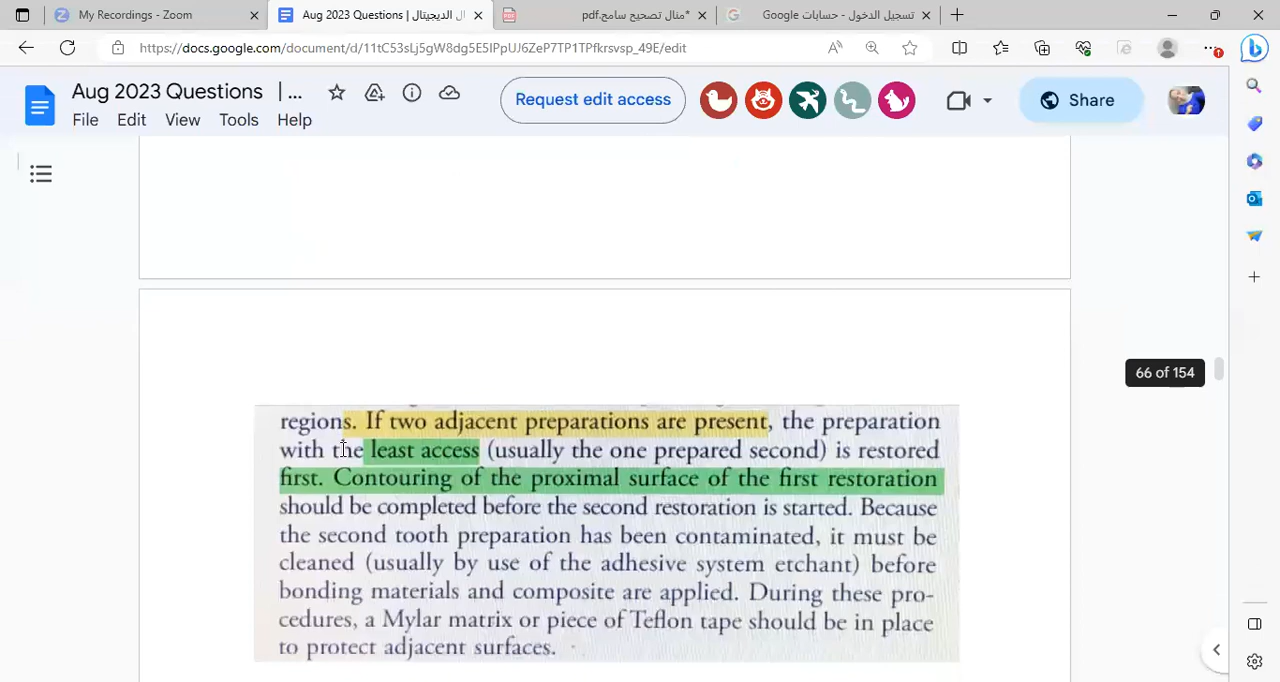 My Recordings - Zoom
Aug 2023 Questions | ال الديجيتال
مثال تصحيح سامح.pdf*
تسجيل الدخول - حسابات Google
https://docs.google.com/document/d/11tC53sLj5gW8dg5E5IPpUJ6ZeP7TP1TPfkrsvsp_49E/edit
Aug 2023 Questions | ...
Request edit access
Share
File Edit View Tools Help
66 of 154
regions. If two adjacent preparations are present, the preparation
with the least access (usually the one prepared second) is restored
first. Contouring of the proximal surface of the first restoration
should be completed before the second restoration is started. Because
the second tooth preparation has been contaminated, it must be
cleaned (usually by use of the adhesive system etchant) before
bonding materials and composite are applied. During these pro-
cedures, a Mylar matrix or piece of Teflon tape should be in place
to protect adjacent surfaces.